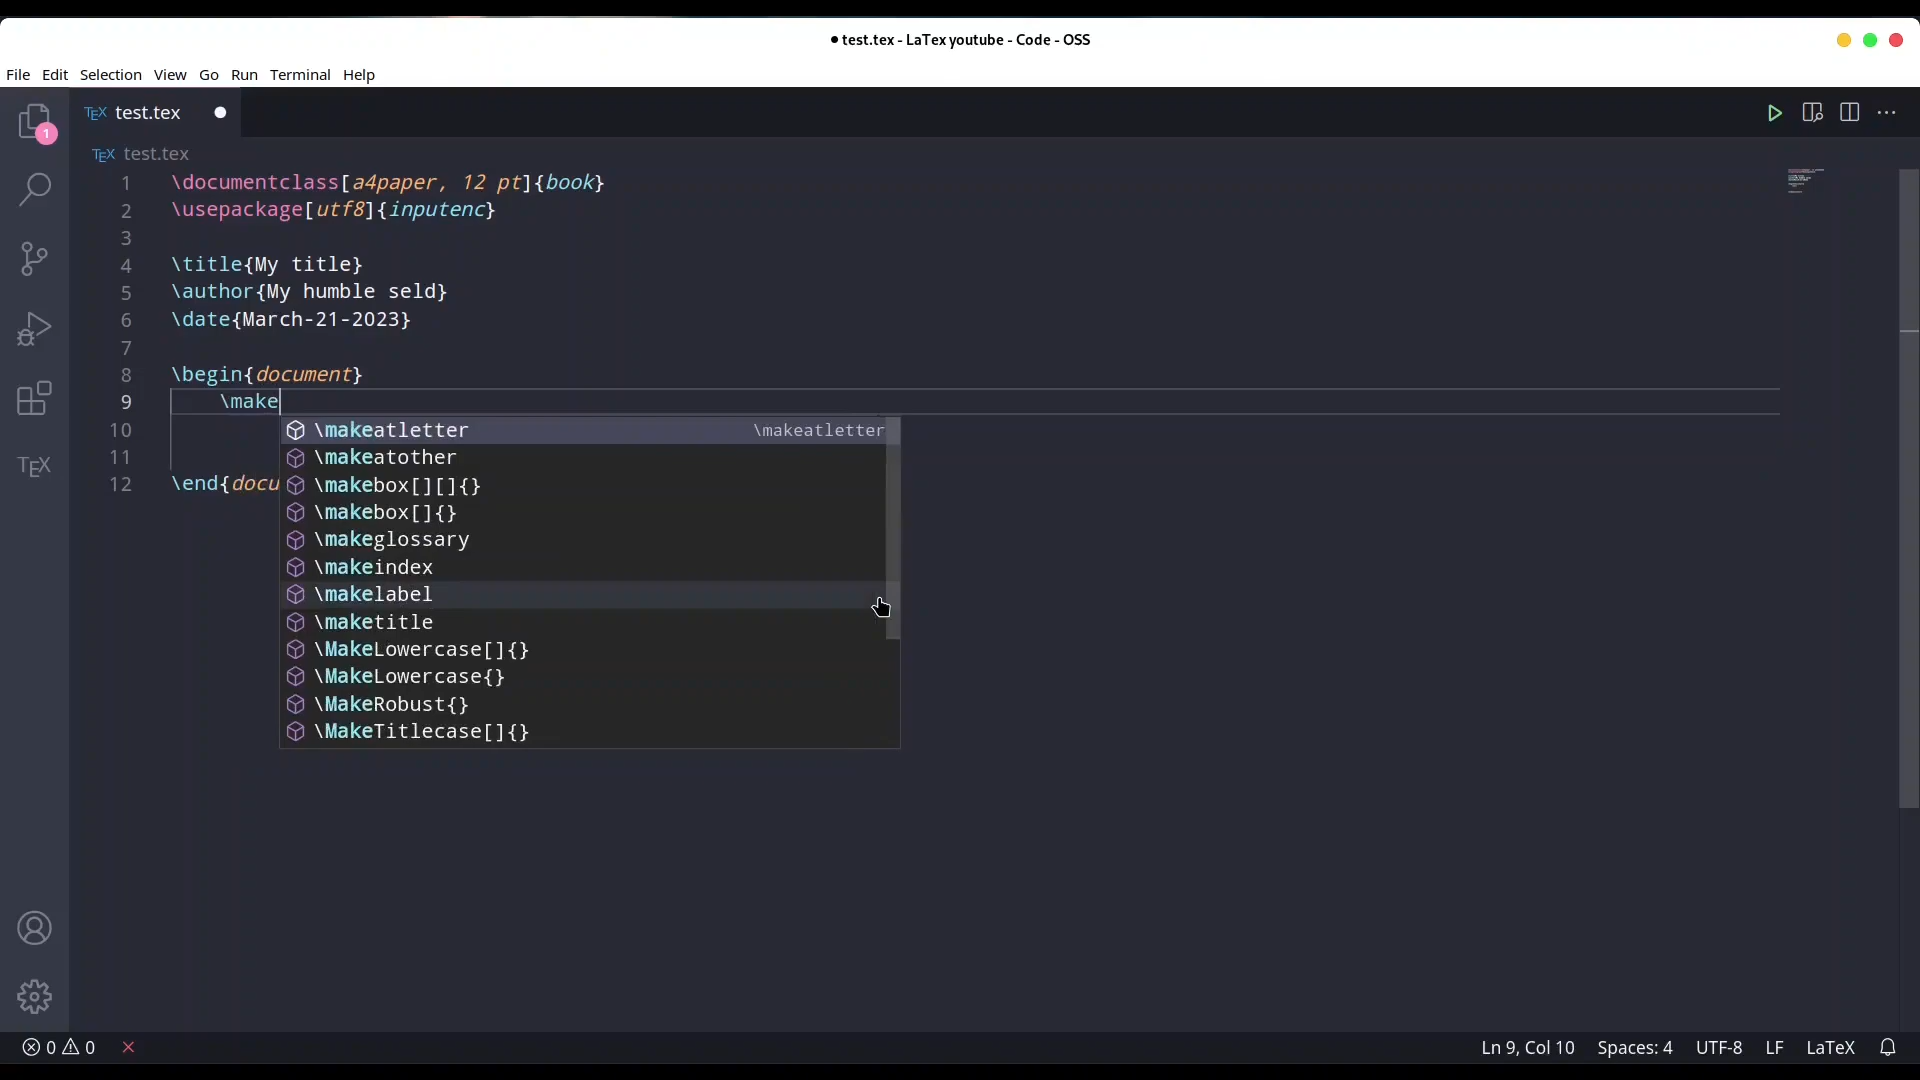 ● test.tex - LaTex youtube - Code - OSS
File Edit Selection View Go Run Terminal Help
1
TEX test.tex
TEX test.tex
1 \documentclass[a4paper, 12 pt]{book}
2 \usepackage[utf8]{inputenc}
3
4 \title{My title}
5 \author{My humble seld}
6 \date{March-21-2023}
7
8 \begin{document}
9 \make
\makeatletter \makeatletter
10
\makeatother
11
TEX
12 \end{docu
\makebox[][]{}
\makebox[]{}
\makeglossary
\makeindex
\makelabel
\maketitle
\MakeLowercase[]{}
\MakeLowercase{}
\MakeRobust{}
\MakeTitlecase[]{}
0 0 Ln 9, Col 10 Spaces: 4 UTF-8 LF LaTeX